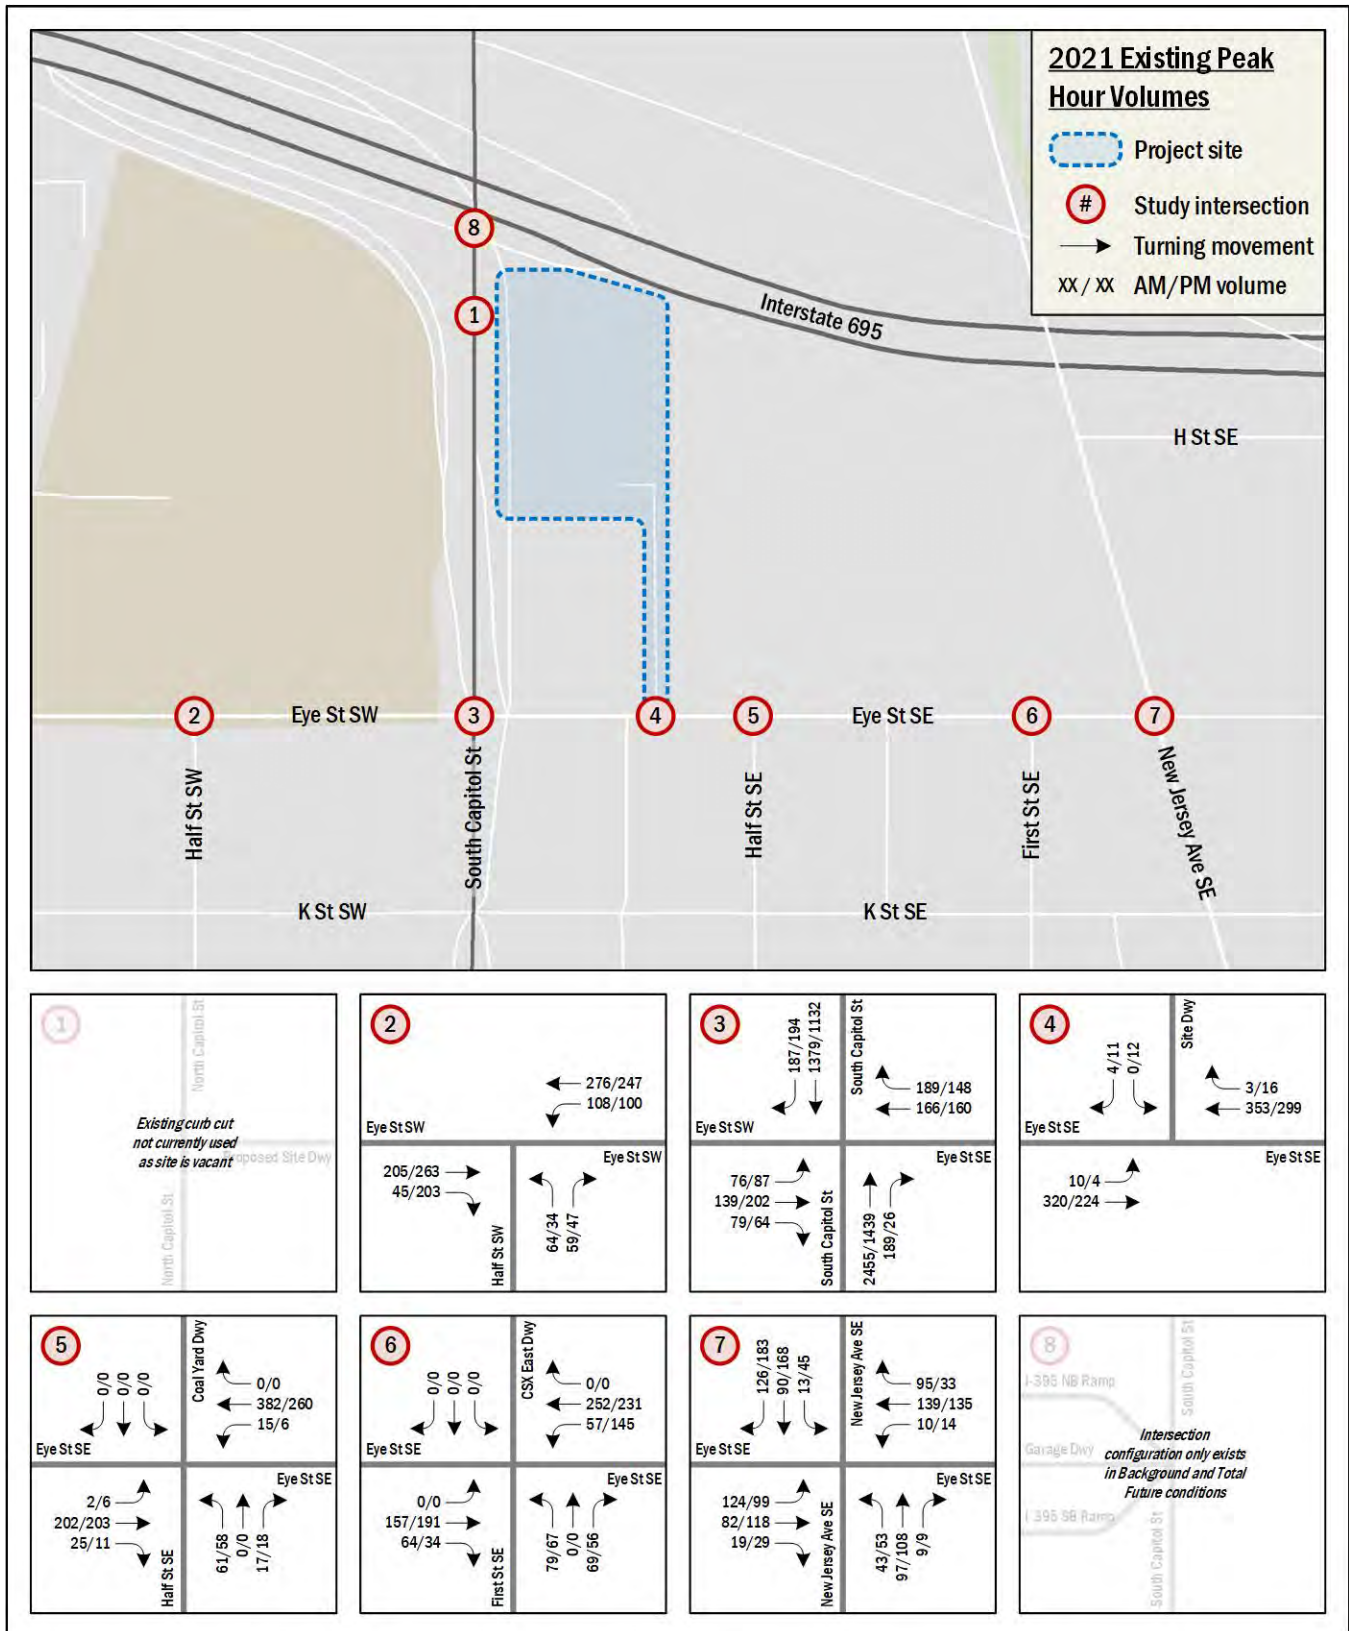 2021 Existing Peak
Hour Volumes
Project site
#
Study intersection
Turning movement
XX / XX
AM/PM volume
8
1
Interstate 695
H St SE
2
Eye St SW
3
4
5
Eye St SE
6
7
Half St SW
South Capitol St
Half St SE
First St SE
New Jersey Ave SE
K St SW
K St SE
1
North Capitol St
Existing curb cut
not currently used
as site is vacant
Proposed Site Dwy
North Capitol St
2
276/247
108/100
Eye St SW
Eye St SW
205/263
45/203
Half St SW
64/34
59/47
3
187/194
1379/1132
South Capitol St
189/148
166/160
Eye St SW
Eye St SE
76/87
139/202
79/64
South Capitol St
2455/1439
189/26
4
4/11
0/12
Site Dwy
3/16
353/299
Eye St SE
Eye St SE
10/4
320/224
5
0/0
0/0
0/0
Coal Yard Dwy
0/0
382/260
15/6
Eye St SE
Eye St SE
2/6
202/203
25/11
Half St SE
61/58
0/0
17/18
6
0/0
0/0
0/0
CSX East Dwy
0/0
252/231
57/145
Eye St SE
Eye St SE
0/0
157/191
64/34
First St SE
79/67
0/0
69/56
7
126/183
90/168
13/45
New Jersey Ave SE
95/33
139/135
10/14
Eye St SE
Eye St SE
124/99
82/118
19/29
New Jersey Ave SE
43/53
97/108
9/9
8
South Capitol St
I-395 NB Ramp
Garage Dwy
I-395 SB Ramp
Intersection
configuration only exists
in Background and Total
Future conditions
South Capitol St